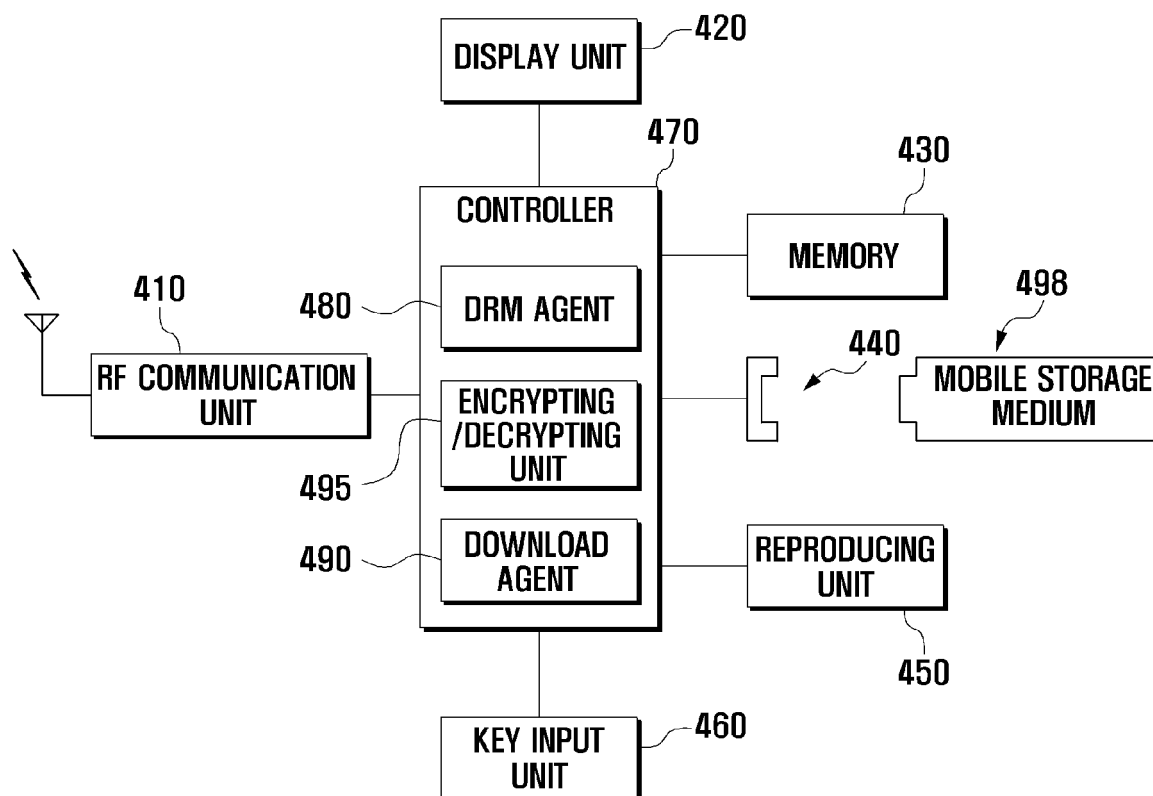 420
DISPLAY UNIT
470
CONTROLLER
430
MEMORY
410
RF COMMUNICATION
UNIT
480
DRM AGENT
495
ENCRYPTING
/DECRYPTING
UNIT
490
DOWNLOAD
AGENT
440
498
MOBILE STORAGE
MEDIUM
REPRODUCING
UNIT
450
KEY INPUT
UNIT
460